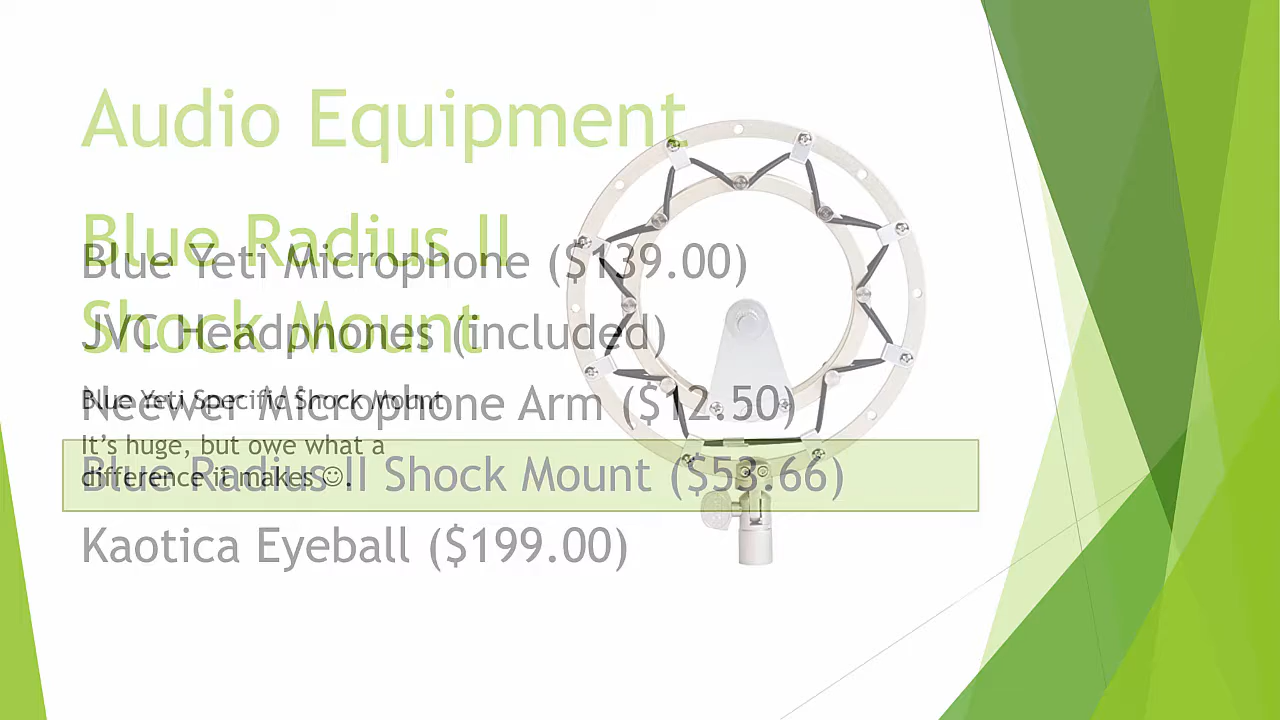 Audio Equipment
Blue Radius II
Shock Mount
Blue Yeti Specific Shock Mount
It's huge, but owe what a
difference it makes ☺.
Blue Yeti Microphone ($139.00)
JVC Headphones (included)
Neewer Microphone Arm ($12.50)
Blue Radius II Shock Mount ($53.66)
Kaotica Eyeball ($199.00)